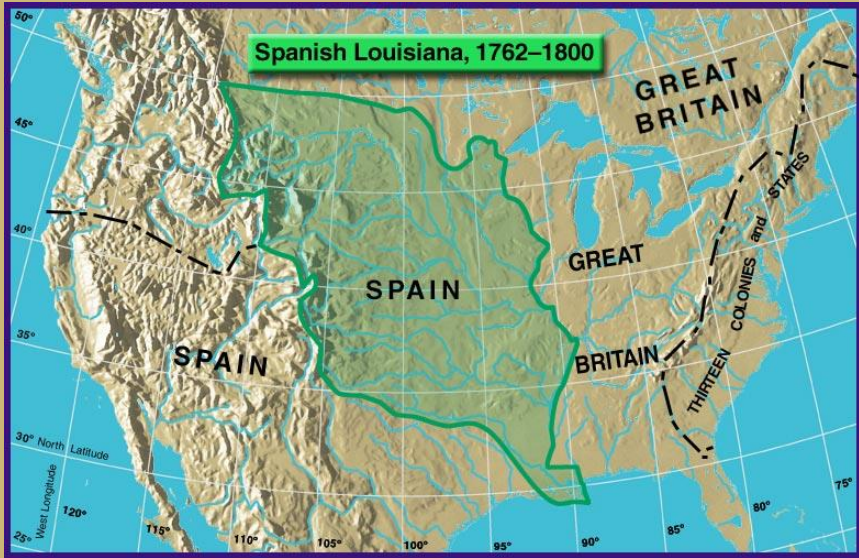 Spanish Louisiana, 1762–1800
GREAT
BRITAIN
SPAIN
GREAT
SPAIN
BRITAIN
THIRTEEN COLONIES and STATES
50°
45°
40°
35°
30° North Latitude
25°
West Longitude
120°
115°
110°
105°
100°
95°
90°
85°
80°
75°